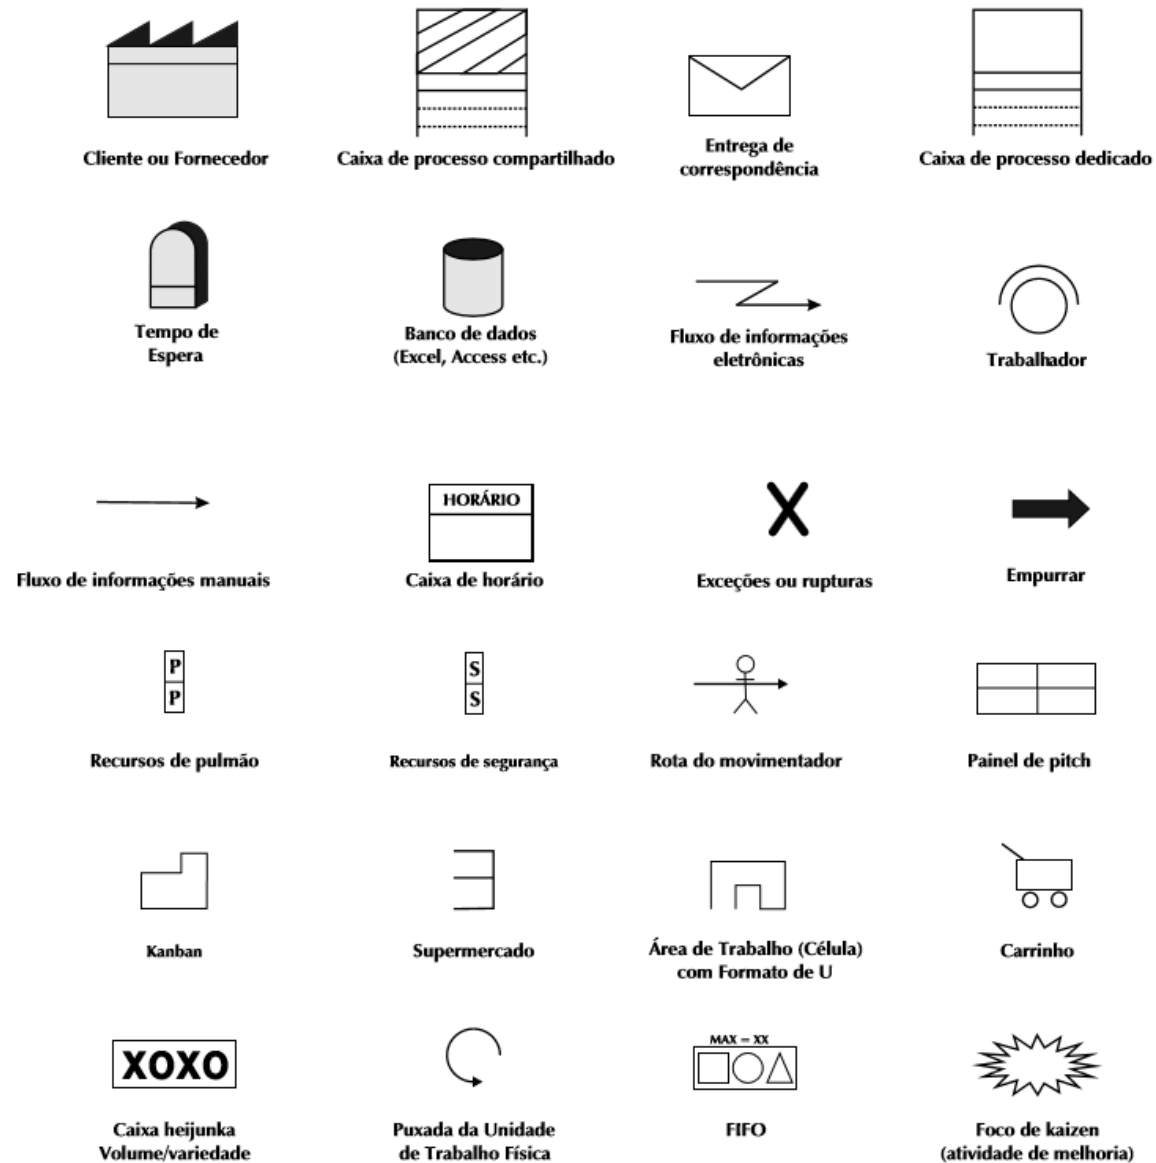 Cliente ou Fornecedor
Caixa de processo compartilhado
Entrega de
correspondência
Caixa de processo dedicado
Tempo de
Espera
Banco de dados
(Excel, Access etc.)
Fluxo de informações
eletrônicas
Trabalhador
Fluxo de informações manuais
HORÁRIO
Caixa de horário
X
Exceções ou rupturas
Empurrar
P
P
Recursos de pulmão
S
S
Recursos de segurança
Rota do movimentador
Painel de pitch
Kanban
Supermercado
Área de Trabalho (Célula)
com Formato de U
Carrinho
XOXO
Caixa heijunka
Volume/variedade
Puxada da Unidade
de Trabalho Física
MAX = XX
FIFO
Foco de kaizen
(atividade de melhoria)